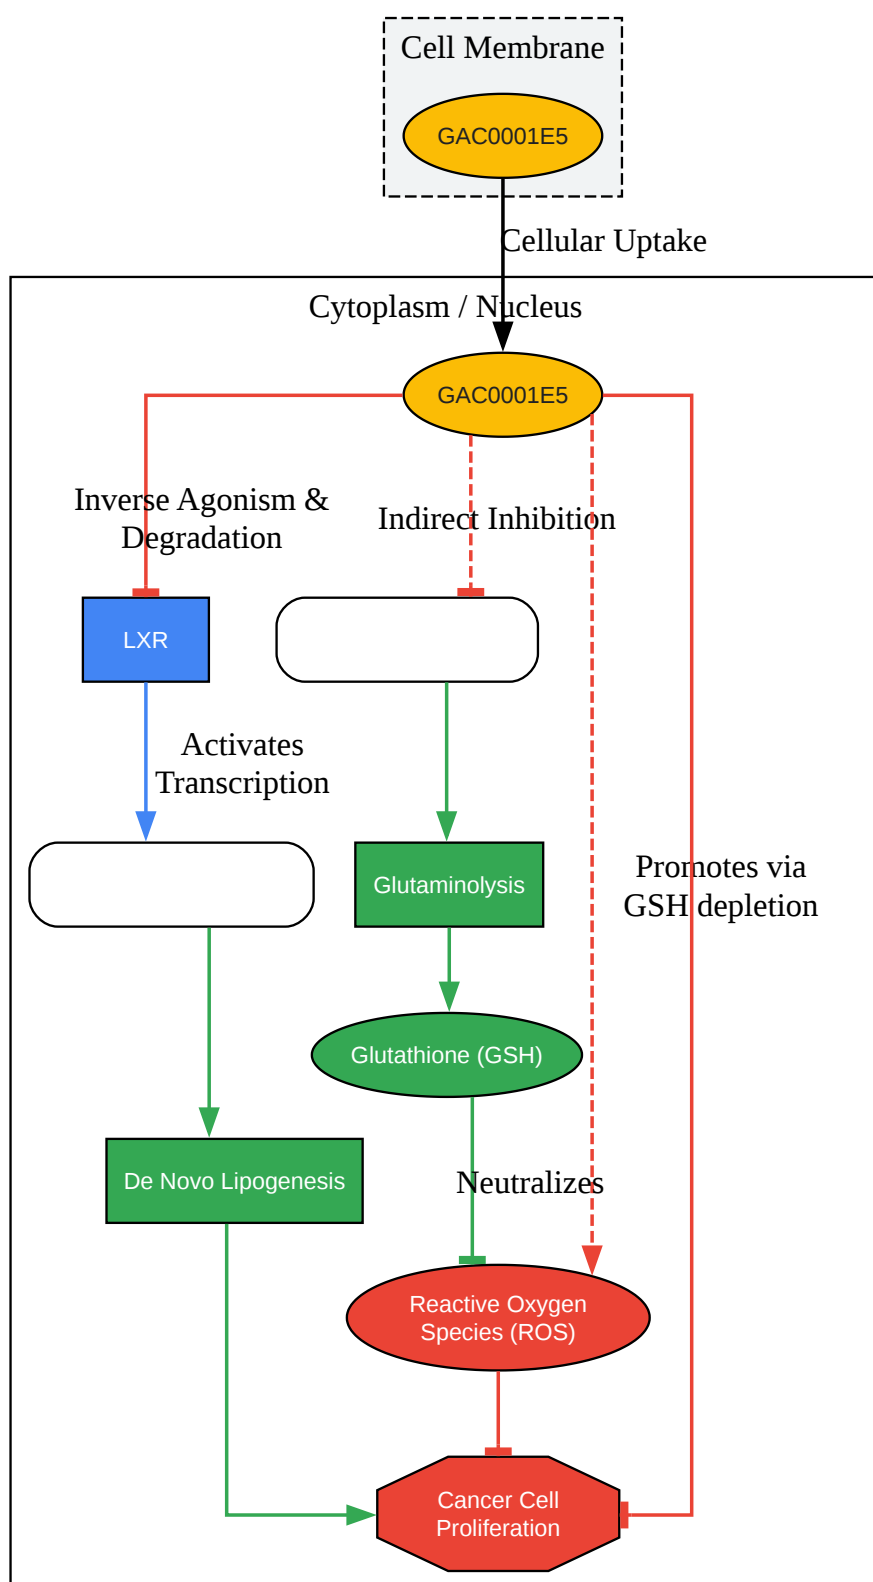 Cell Membrane
GAC0001E5
Cellular Uptake
Cytoplasm / Nucleus
GAC0001E5
Inverse Agonism &
Degradation
Indirect Inhibition
LXR
Activates
Transcription
Glutaminolysis
Promotes via
GSH depletion
Glutathione (GSH)
De Novo Lipogenesis
Neutralizes
Reactive Oxygen
Species (ROS)
Cancer Cell
Proliferation